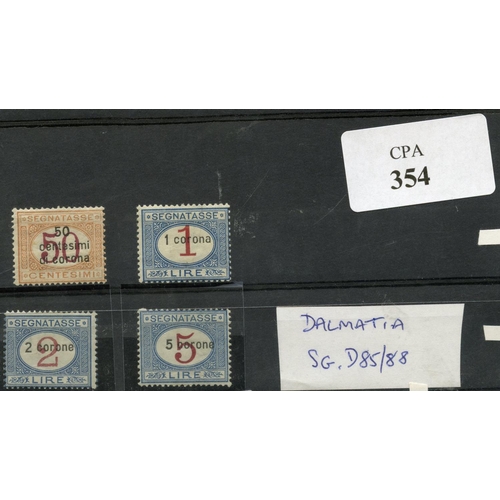 CPA
354
SEGNATASSE
50
50
centesimi
di corona
CENTESIMI
SEGNATASSE
1
1 corona
LIRE
SEGNATASSE
2
2 corone
LIRE
SEGNATASSE
5
5 corone
LIRE
DALMATIA
SG. D85/88